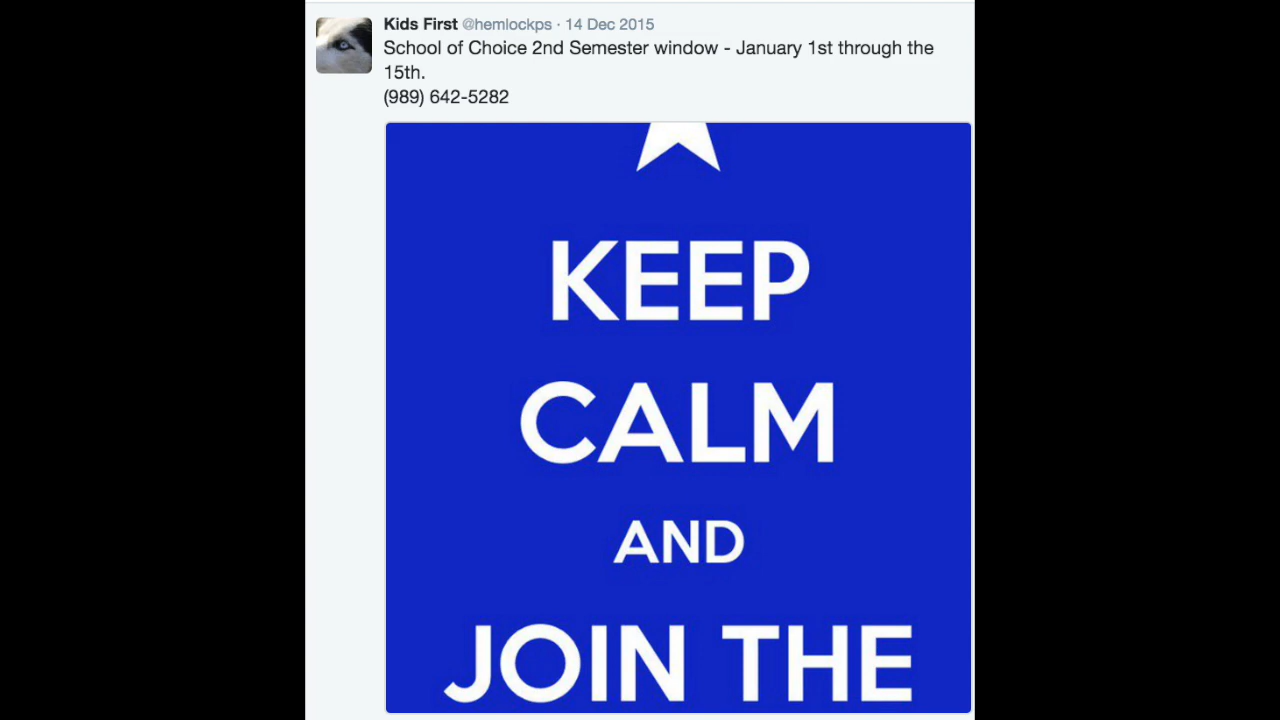 Kids First @hemlockps · 14 Dec 2015
School of Choice 2nd Semester window - January 1st through the
15th.
(989) 642-5282
KEEP
CALM
AND
JOIN THE